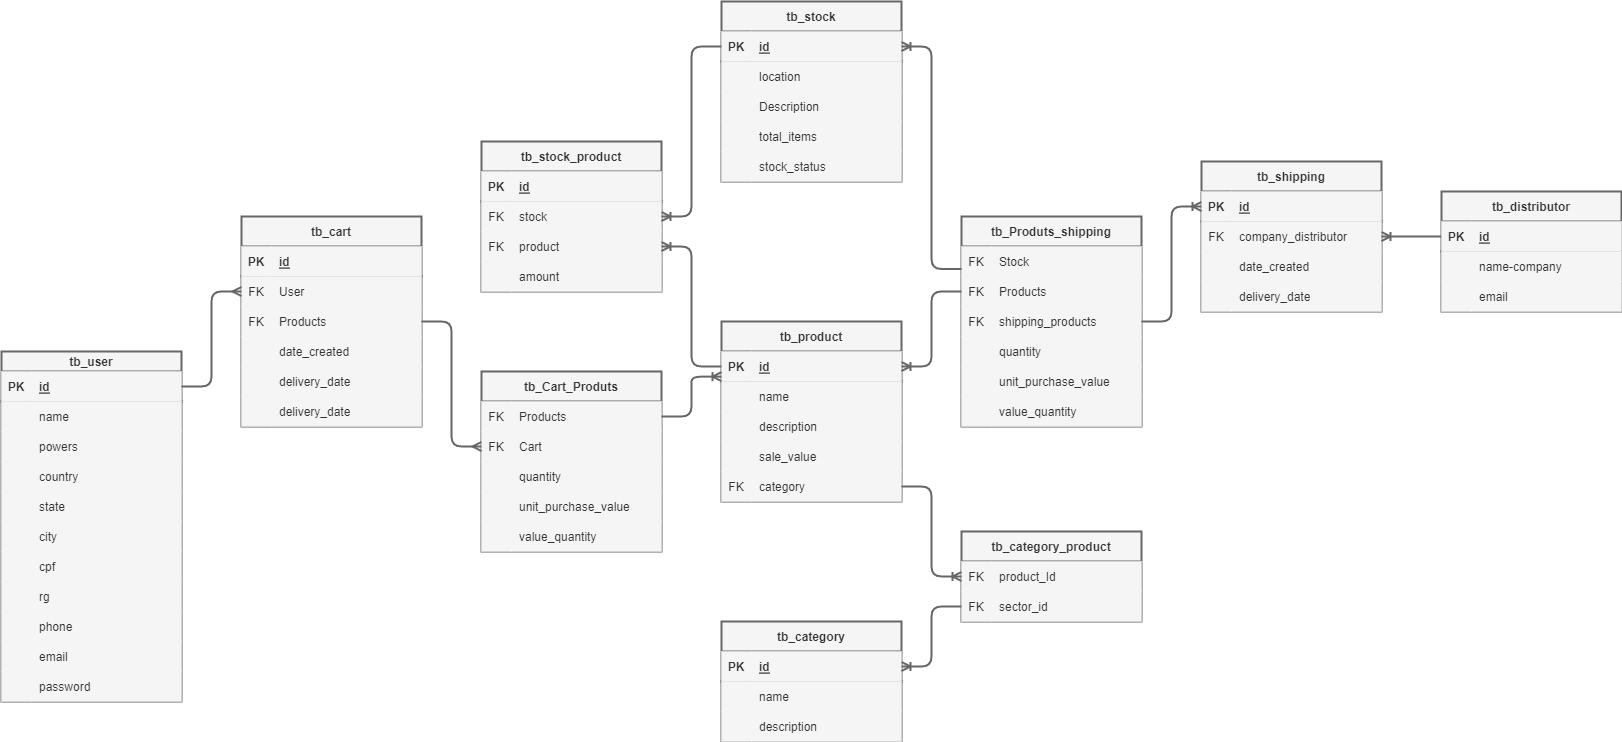 tb_stock
PK id
location
Description
total_items
stock_status
tb_stock_product
PK id
FK stock
FK product
amount
tb_shipping
PK id
FK company_distributor
date_created
delivery_date
tb_distributor
PK id
name-company
email
tb_cart
PK id
FK User
FK Products
date_created
delivery_date
delivery_date
tb_Produts_shipping
FK Stock
FK Products
FK shipping_products
quantity
unit_purchase_value
value_quantity
tb_product
PK id
name
description
sale_value
FK category
tb_user
PK id
name
powers
country
state
city
cpf
rg
phone
email
password
tb_Cart_Produts
FK Products
FK Cart
quantity
unit_purchase_value
value_quantity
tb_category_product
FK product_Id
FK sector_id
tb_category
PK id
name
description